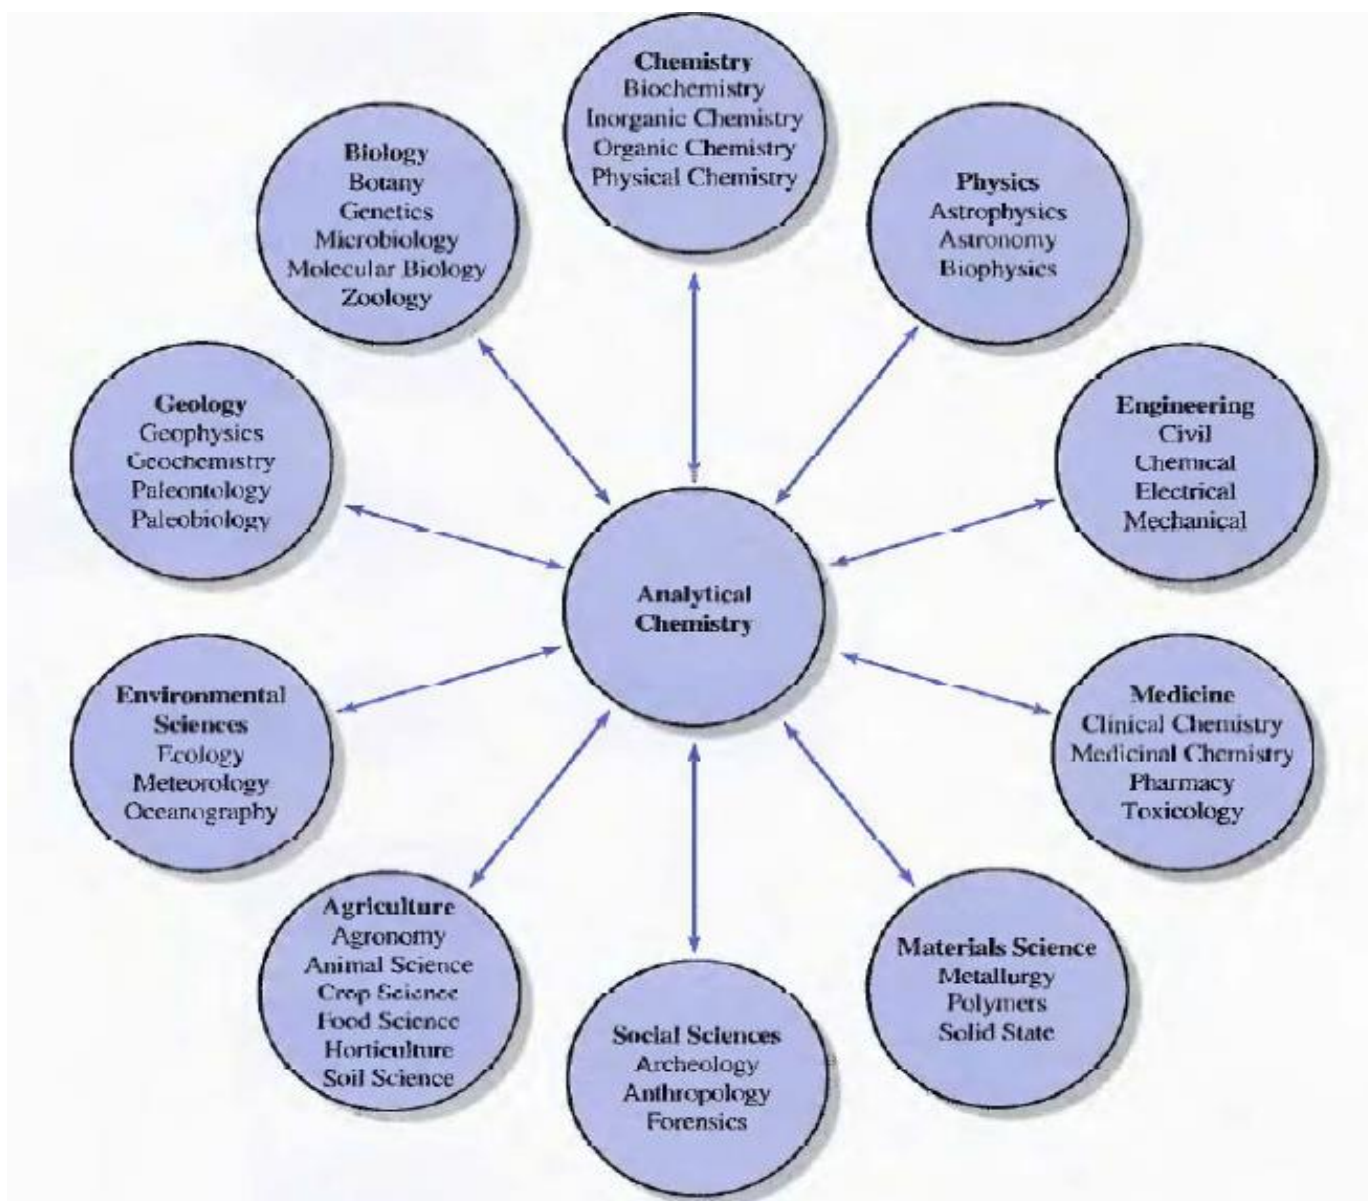 Chemistry
Biochemistry
Inorganic Chemistry
Organic Chemistry
Physical Chemistry
Physics
Astrophysics
Astronomy
Biophysics
Engineering
Civil
Chemical
Electrical
Mechanical
Medicine
Clinical Chemistry
Medicinal Chemistry
Pharmacy
Toxicology
Materials Science
Metallurgy
Polymers
Solid State
Social Sciences
Archeology
Anthropology
Forensics
Agriculture
Agronomy
Animal Science
Crop Science
Food Science
Horticulture
Soil Science
Environmental
Sciences
Ecology
Meteorology
Oceanography
Geology
Geophysics
Geochemistry
Paleontology
Paleobiology
Biology
Botany
Genetics
Microbiology
Molecular Biology
Zoology
Analytical
Chemistry